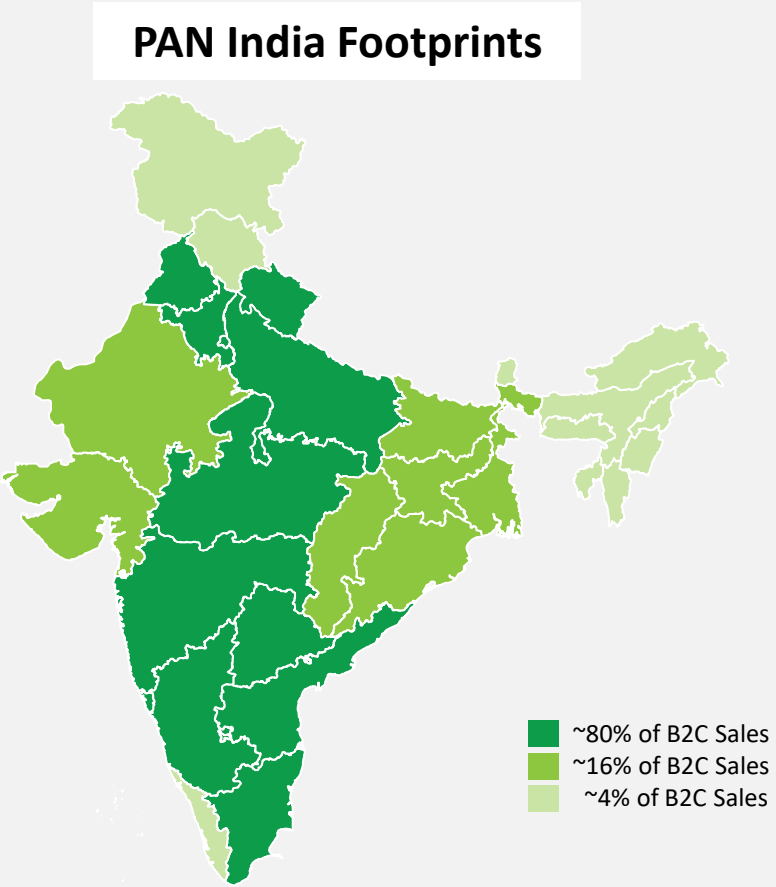 PAN India Footprints
~80% of B2C Sales
~16% of B2C Sales
~4% of B2C Sales